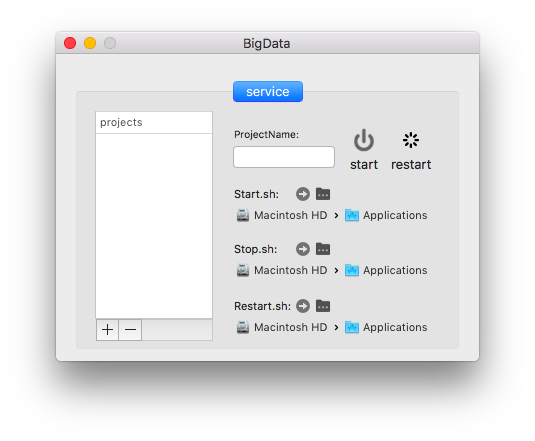 BigData
service
projects
ProjectName:
start restart
Start.sh:
Macintosh HD › Applications
Stop.sh:
Macintosh HD › Applications
Restart.sh:
Macintosh HD › Applications